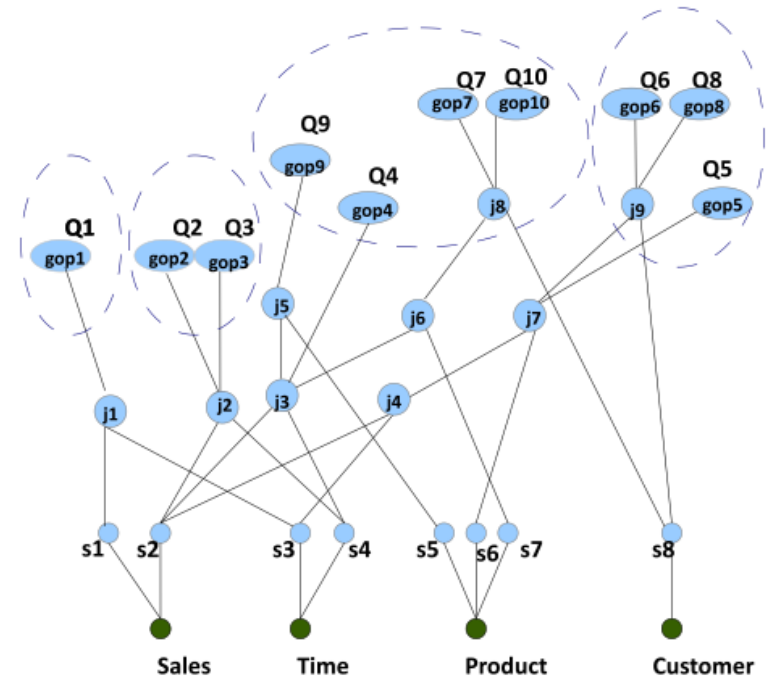 Q7 Q10
gop7 gop10
Q6 Q8
gop6 gop8
Q9
gop9
Q4
gop4
j8
j9
Q5
gop5
Q1
gop1
Q2 Q3
gop2 gop3
j5
j6
j7
j1
j2
j3
j4
s1 s2 s3 s4 s5 s6 s7 s8
Sales Time Product Customer